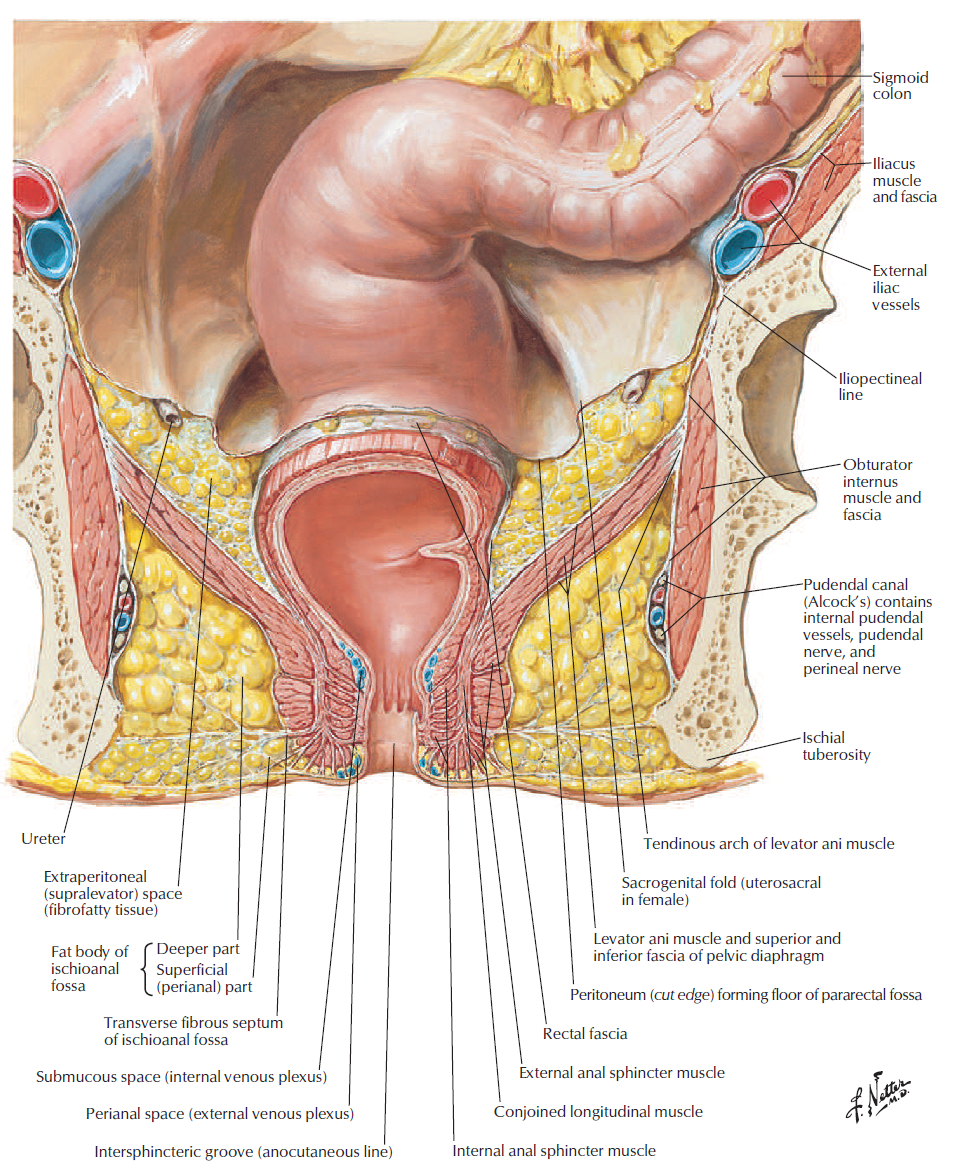 Sigmoid
colon
Iliacus
muscle
and fascia
External
iliac
vessels
Iliopectineal
line
Obturator
internus
muscle and
fascia
Pudendal canal
(Alcock’s) contains
internal pudendal
vessels, pudendal
nerve, and
perineal nerve
Ischial
tuberosity
Ureter
Extraperitoneal
(supralevator) space
(fibrofatty tissue)
Fat body of
ischioanal
fossa
Deeper part
Superficial
(perianal) part
Transverse fibrous septum
of ischioanal fossa
Submucous space (internal venous plexus)
Perianal space (external venous plexus)
Intersphincteric groove (anocutaneous line)
Tendinous arch of levator ani muscle
Sacrogenital fold (uterosacral
in female)
Levator ani muscle and superior and
inferior fascia of pelvic diaphragm
Peritoneum (cut edge) forming floor of pararectal fossa
Rectal fascia
External anal sphincter muscle
Conjoined longitudinal muscle
Internal anal sphincter muscle
F. Netter
M.D.